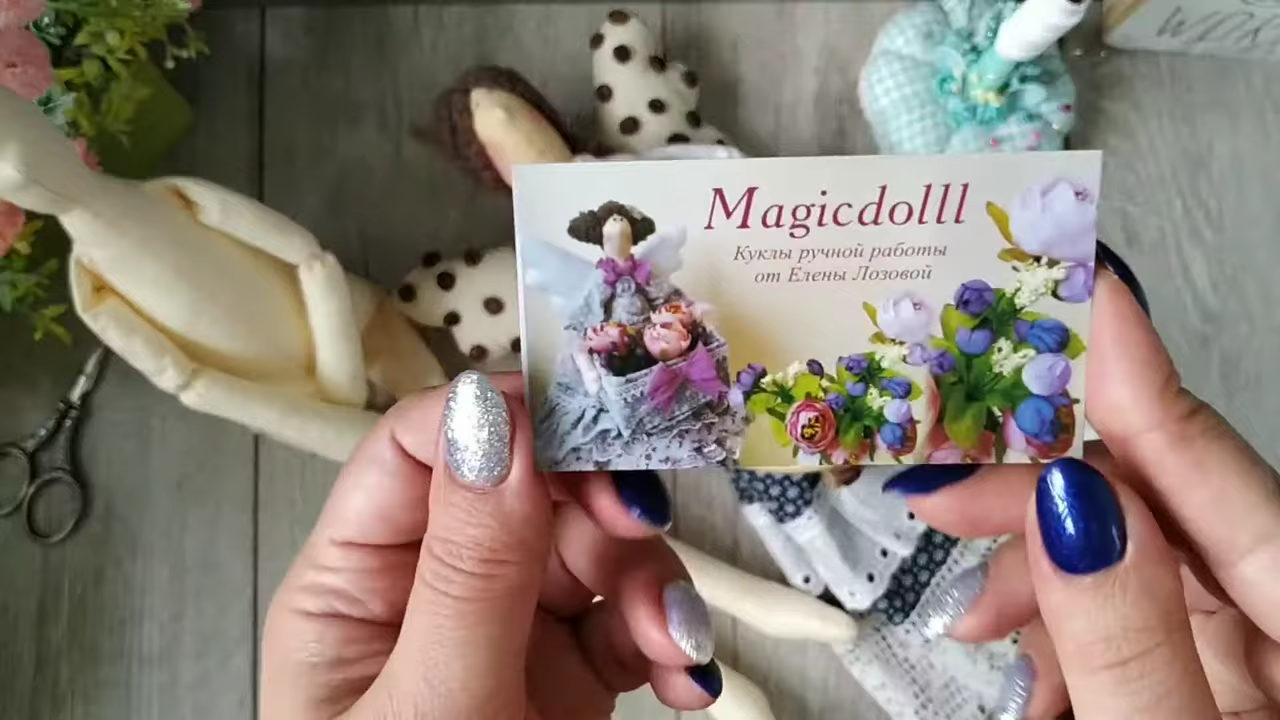 Magicdolll
Куклы ручной работы
от Елены Лозовой